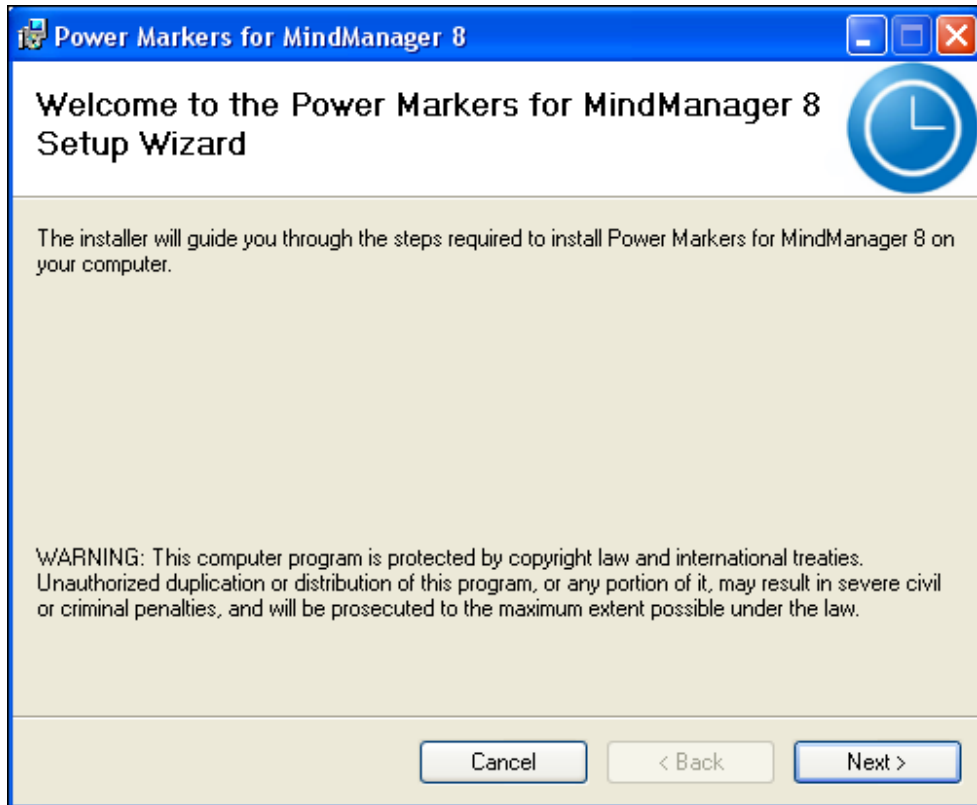 Power Markers for MindManager 8
Welcome to the Power Markers for MindManager 8
Setup Wizard
The installer will guide you through the steps required to install Power Markers for MindManager 8 on
your computer.
WARNING: This computer program is protected by copyright law and international treaties.
Unauthorized duplication or distribution of this program, or any portion of it, may result in severe civil
or criminal penalties, and will be prosecuted to the maximum extent possible under the law.
Cancel < Back Next >